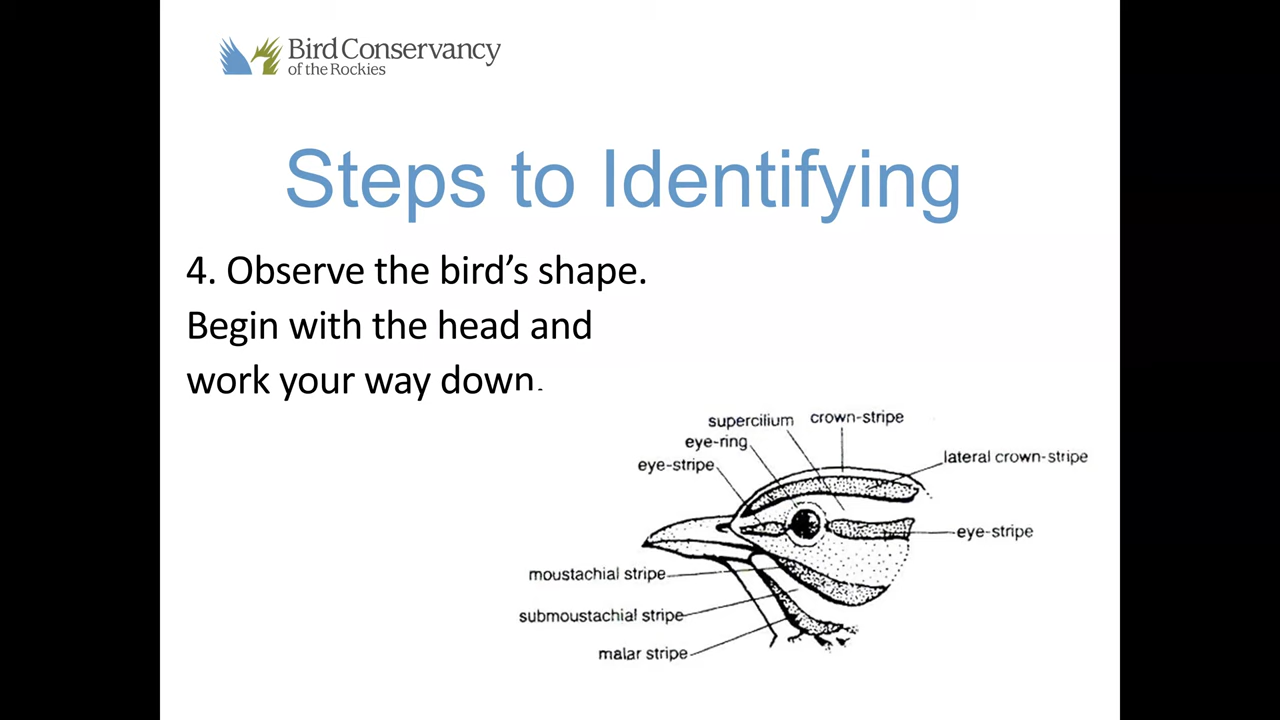 Bird Conservancy
of the Rockies
Steps to Identifying
4. Observe the bird’s shape.
Begin with the head and
work your way down.
supercilium
crown-stripe
eye-ring
lateral crown-stripe
eye-stripe
eye-stripe
moustachial stripe
submoustachial stripe
malar stripe